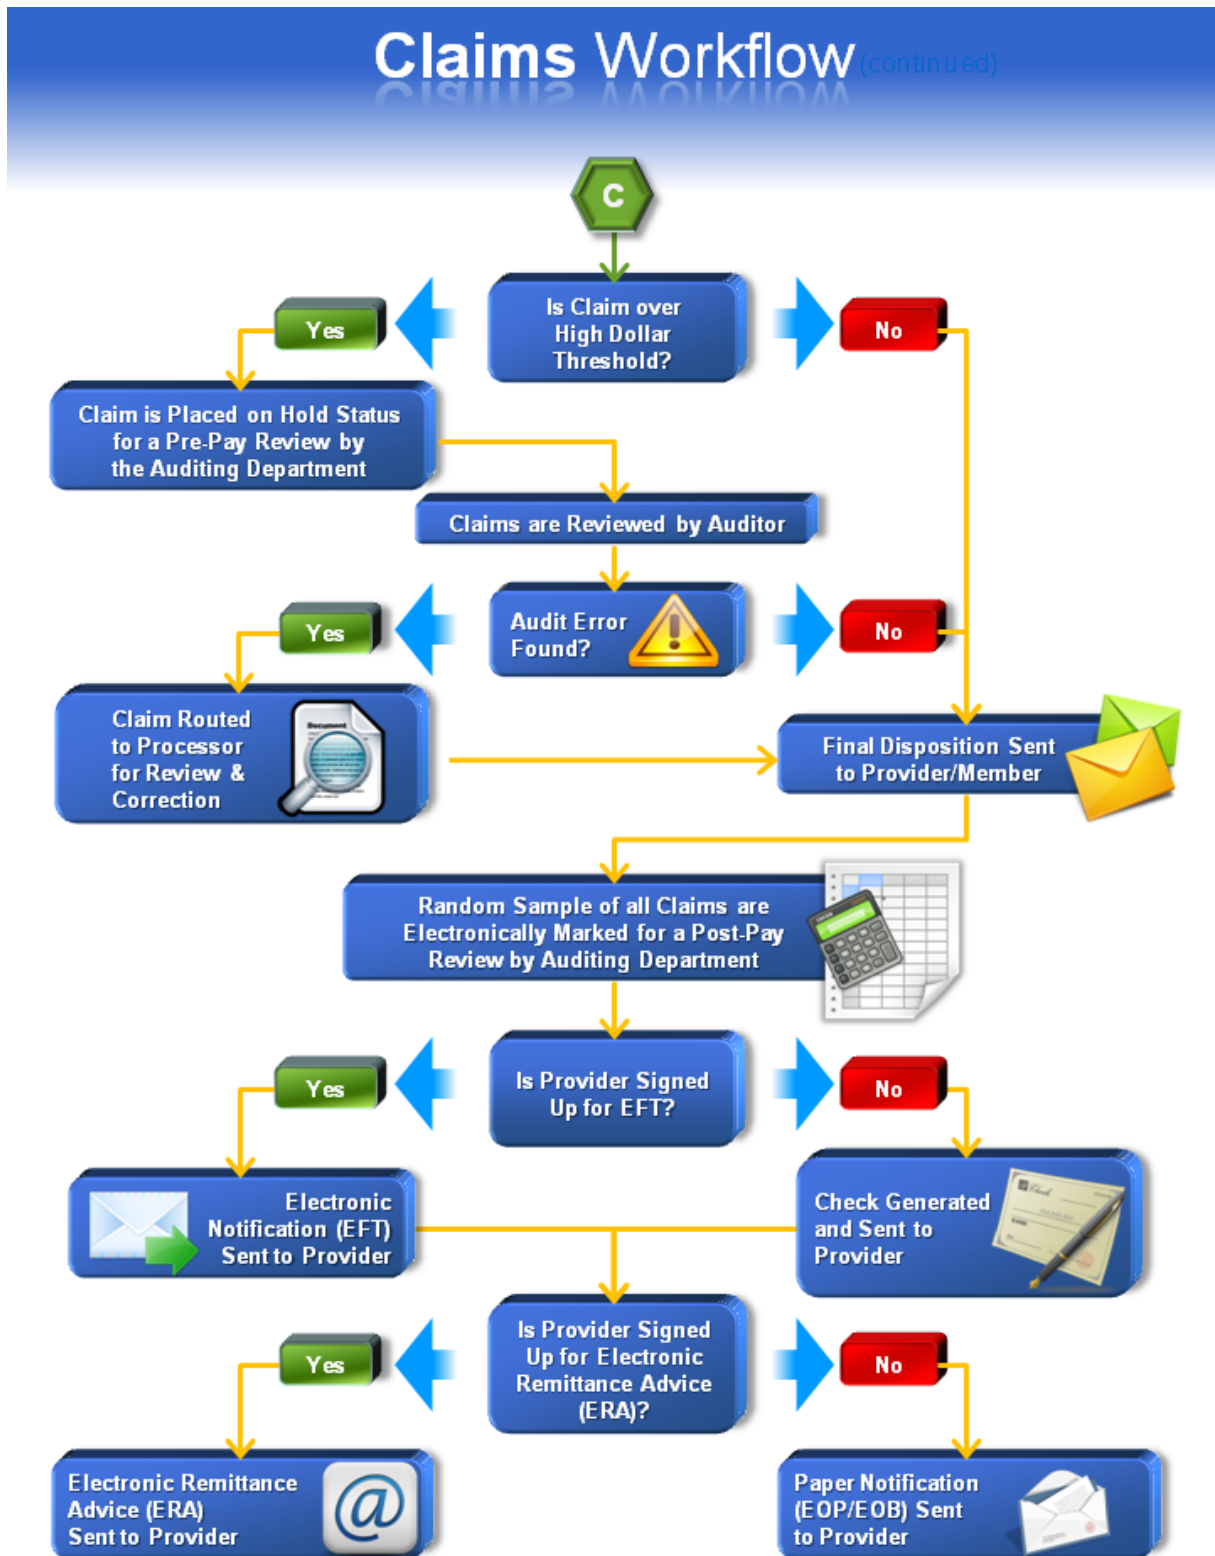 Claims Workflow (continued)
C
Is Claim over
High Dollar
Threshold?
Yes
No
Claim is Placed on Hold Status
for a Pre-Pay Review by
the Auditing Department
Claims are Reviewed by Auditor
Audit Error
Found?
Yes
No
Claim Routed
to Processor
for Review &
Correction
Document
Final Disposition Sent
to Provider/Member
Random Sample of all Claims are
Electronically Marked for a Post-Pay
Review by Auditing Department
Is Provider Signed
Up for EFT?
Yes
No
Electronic
Notification (EFT)
Sent to Provider
Check Generated
and Sent to
Provider
Check
Is Provider Signed
Up for Electronic
Remittance Advice
(ERA)?
Yes
No
Electronic Remittance
Advice (ERA)
Sent to Provider
@
Paper Notification
(EOP/EOB) Sent
to Provider